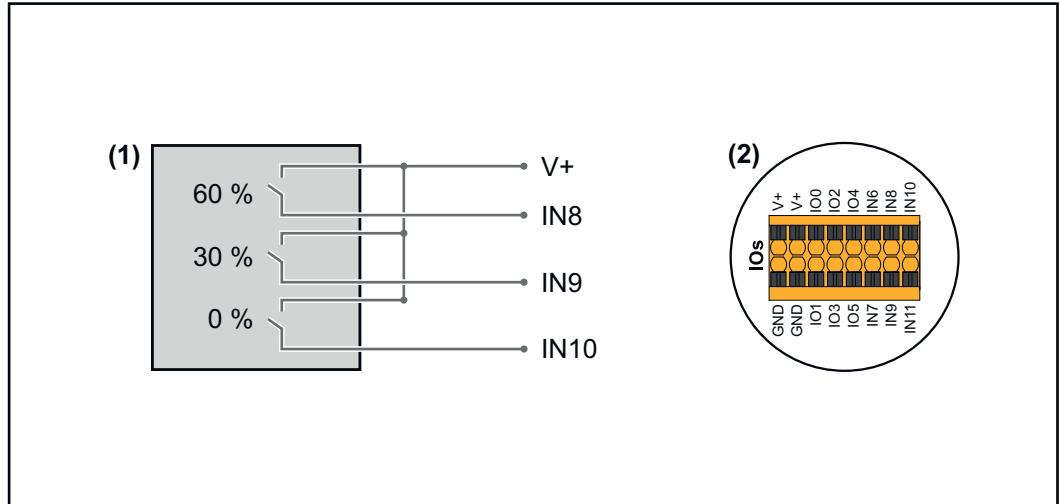 (1)
60 %
30 %
0 %
V+
IN8
IN9
IN10
(2)
IOs
V+ V+ IO0 IO2 IO4 IN6 IN8 IN10
GND GND IO1 IO3 IO5 IN7 IN9 IN11